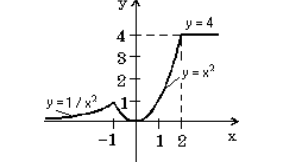 y
y = 4
4
3
y = x²
2
y = 1 / x²
1
-1
1
2
x